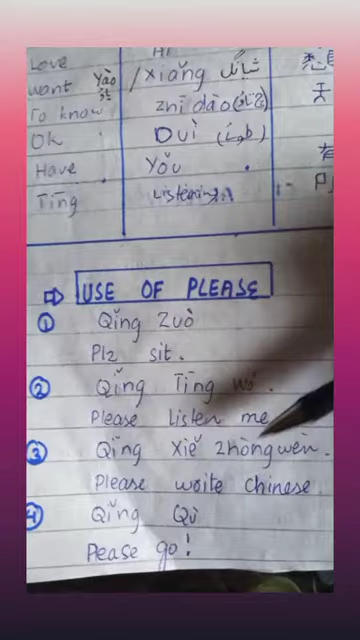 Love
want Yào /xiǎng
To know zhī dào
Ok Duì
Have Yǒu
Tīng Listening
⇨ USE OF PLEASE
① Qǐng Zuò
Plz sit.
② Qǐng Tīng wǒ.
Please listen me
③ Qǐng Xiě Zhōngwén.
Please write chinese
④ Qǐng Qù
Pease go!